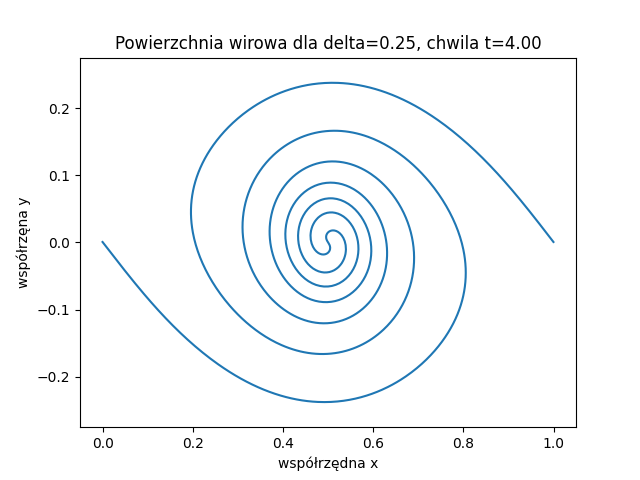 Powierzchnia wirowa dla delta=0.25, chwila t=4.00
współrzęna y
0.2
0.1
0.0
−0.1
−0.2
0.0 0.2 0.4 0.6 0.8 1.0
współrzędna x